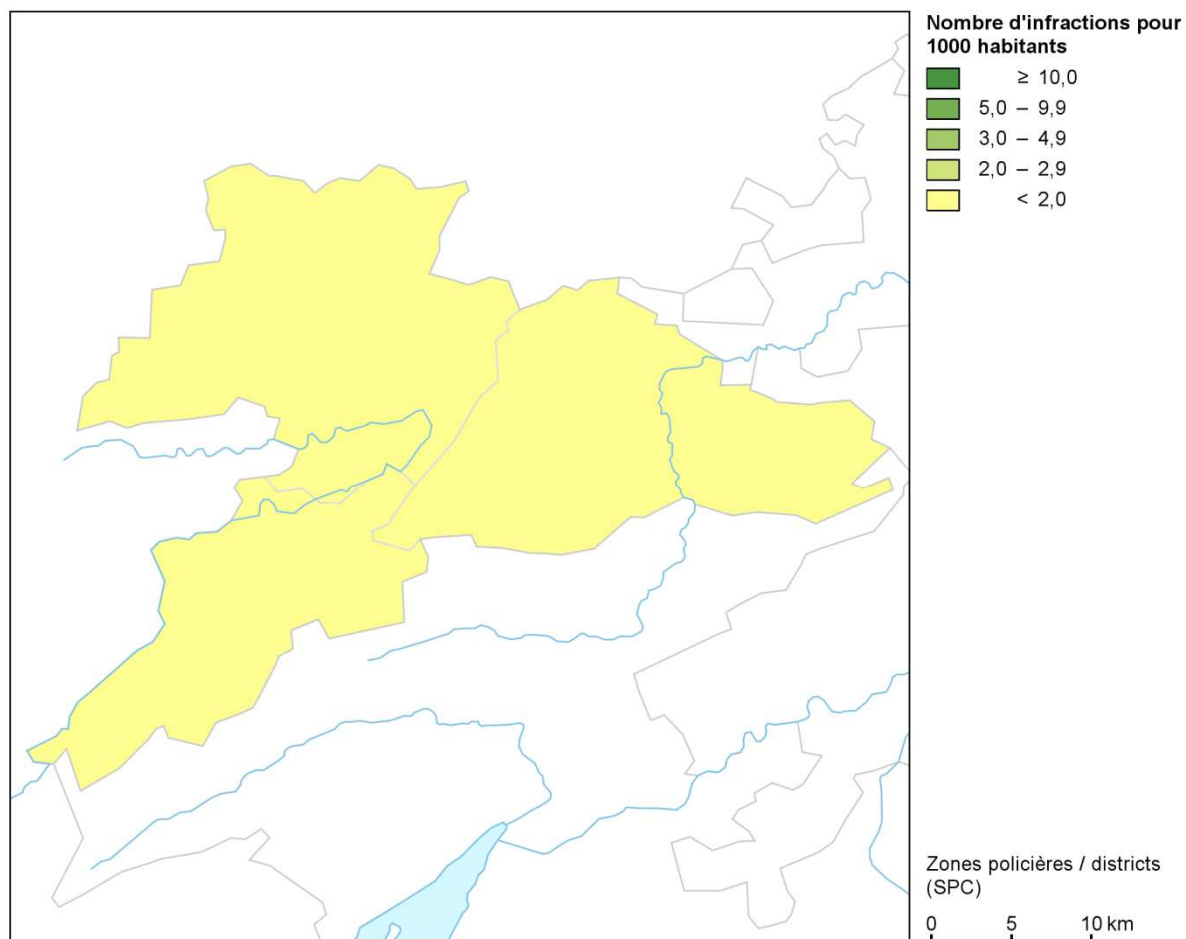 Nombre d'infractions pour
1000 habitants
≥ 10,0
5,0 – 9,9
3,0 – 4,9
2,0 – 2,9
< 2,0
Zones policières / districts
(SPC)
0 5 10 km